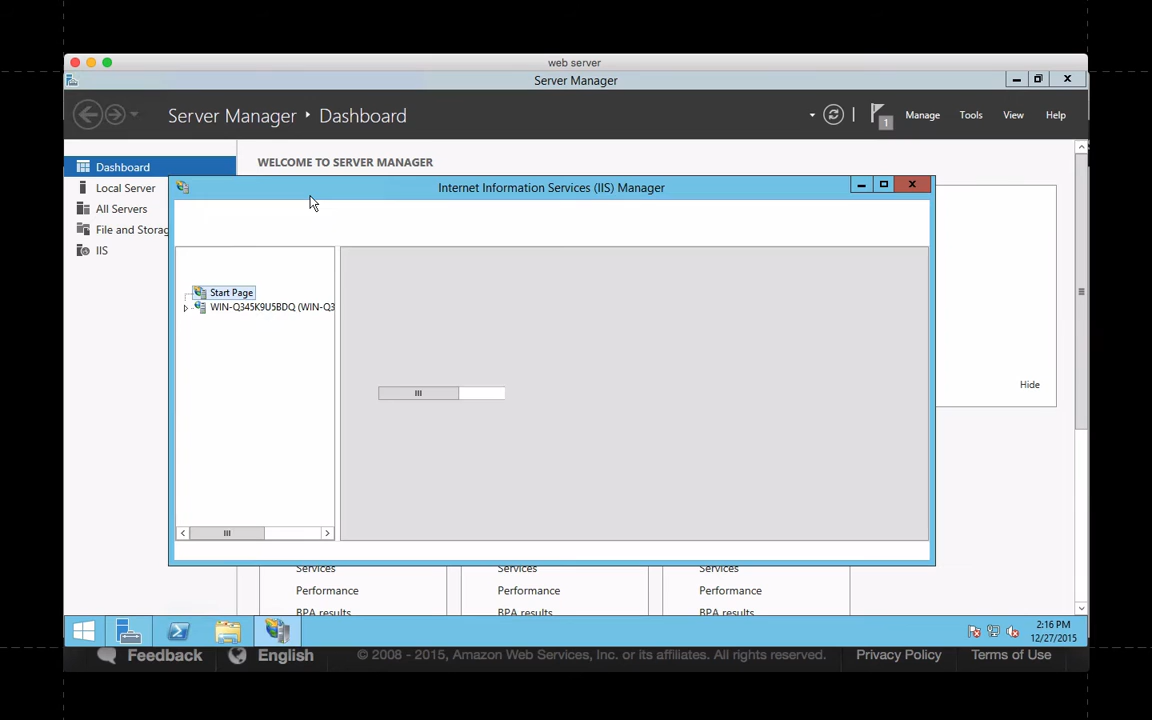 web server
Server Manager
Server Manager ‣ Dashboard
1
Manage
Tools
View
Help
Dashboard
WELCOME TO SERVER MANAGER
Local Server
All Servers
File and Storag
IIS
Internet Information Services (IIS) Manager
Start Page
WIN-Q345K9U5BDQ (WIN-Q3
Hide
Services
Services
Services
Performance
Performance
Performance
BPA results
BPA results
BPA results
2:16 PM
12/27/2015
Feedback
English
© 2008 - 2015, Amazon Web Services, Inc. or its affiliates. All rights reserved.
Privacy Policy
Terms of Use